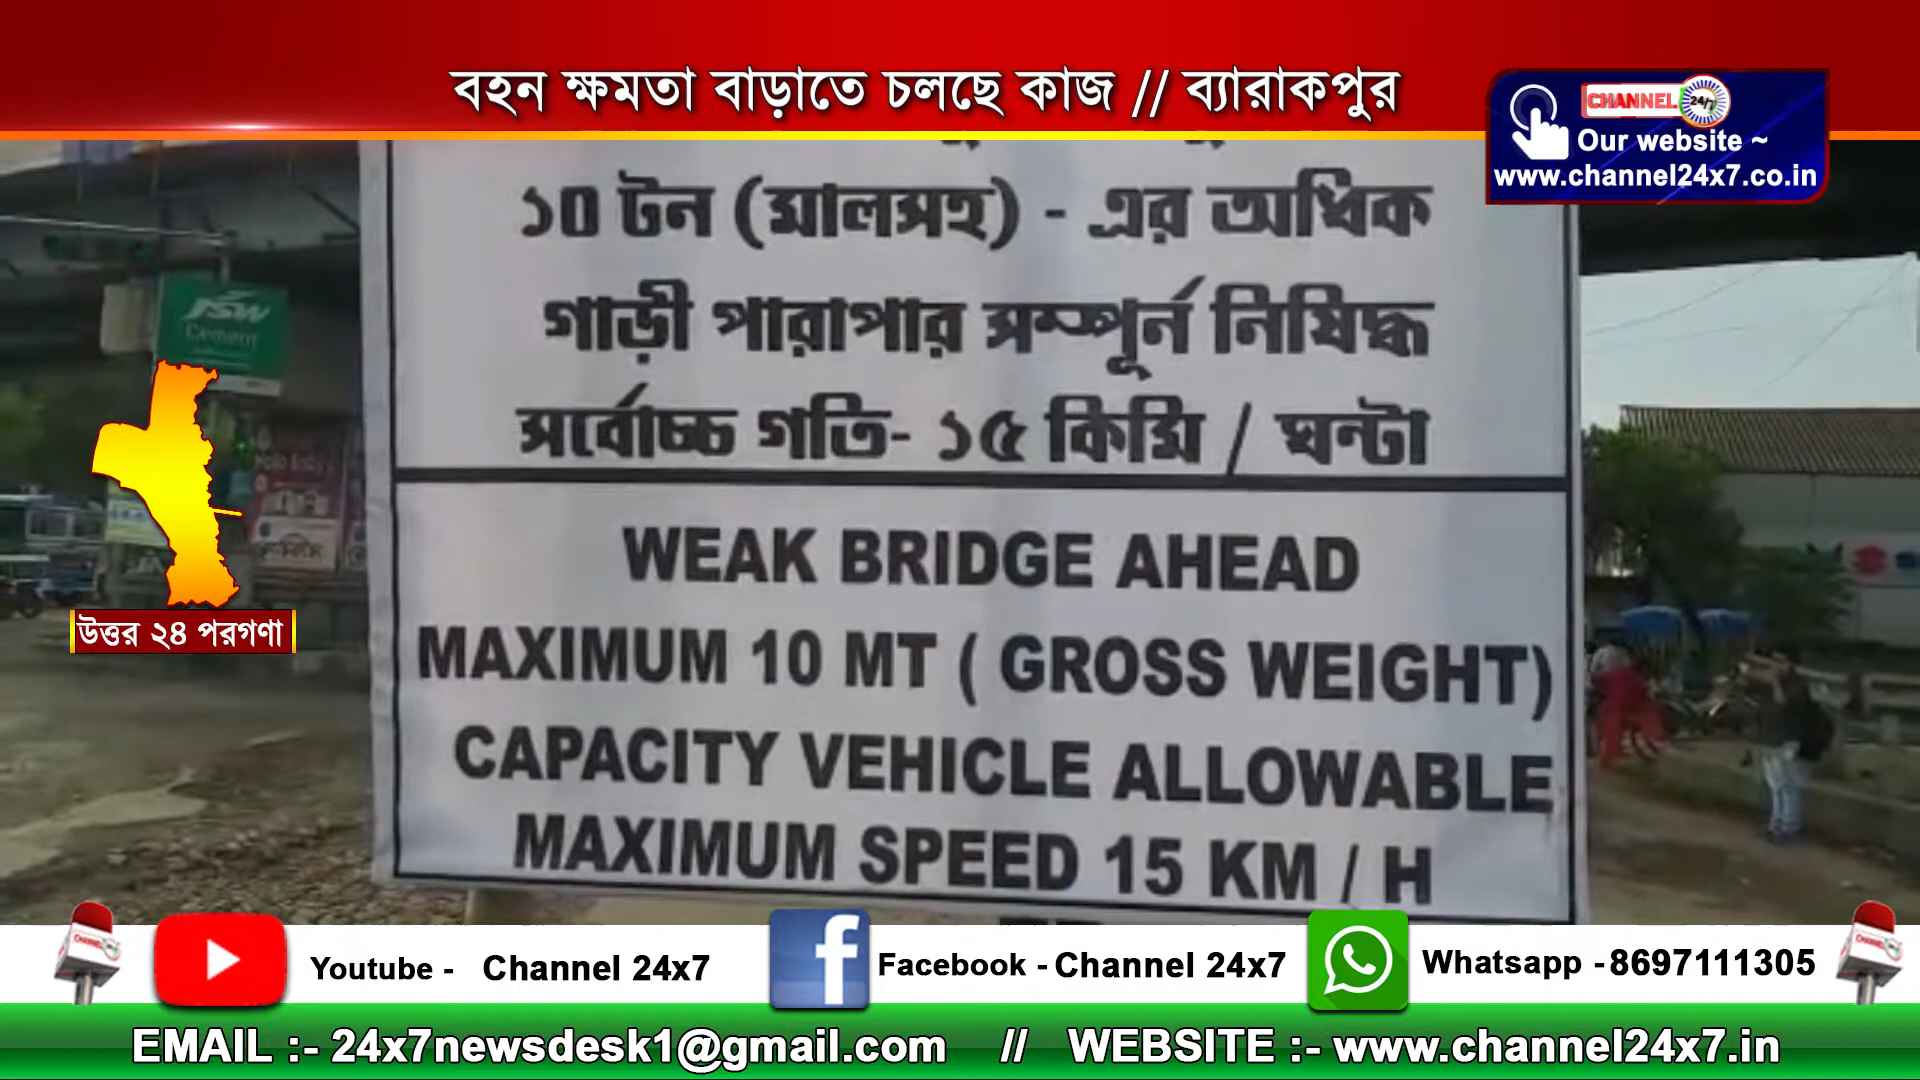 বহন ক্ষমতা বাড়াতে চলছে কাজ // ব্যারাকপুর
CHANNEL 24/7
Our website ~
www.channel24x7.co.in
১০ টন (মালসহ) - এর অধিক
গাড়ী পারাপার সম্পূর্ন নিষিদ্ধ
সর্বোচ্চ গতি- ১৫ কিমি / ঘন্টা
WEAK BRIDGE AHEAD
MAXIMUM 10 MT ( GROSS WEIGHT)
CAPACITY VEHICLE ALLOWABLE
MAXIMUM SPEED 15 KM / H
JSW
Cement
উত্তর ২৪ পরগণা
Youtube - Channel 24x7
Facebook - Channel 24x7
Whatsapp - 8697111305
EMAIL :- 24x7newsdesk1@gmail.com // WEBSITE :- www.channel24x7.in